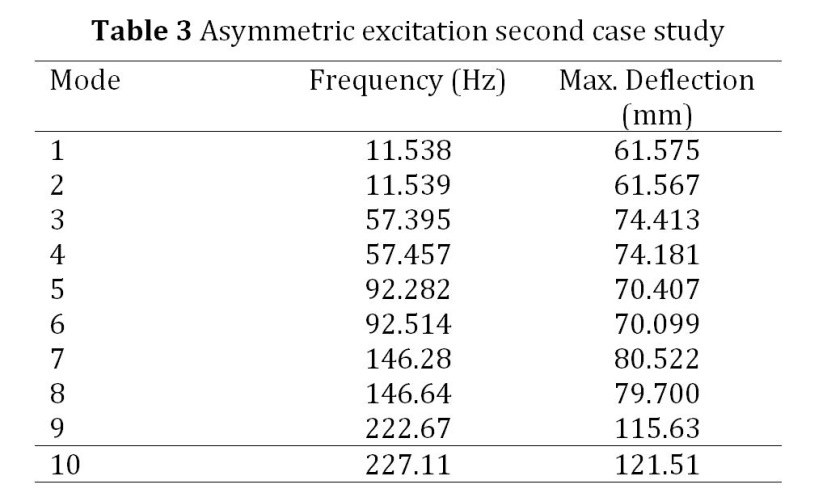 Table 3 Asymmetric excitation second case study
Mode Frequency (Hz) Max. Deflection
(mm)
1 11.538 61.575
2 11.539 61.567
3 57.395 74.413
4 57.457 74.181
5 92.282 70.407
6 92.514 70.099
7 146.28 80.522
8 146.64 79.700
9 222.67 115.63
10 227.11 121.51